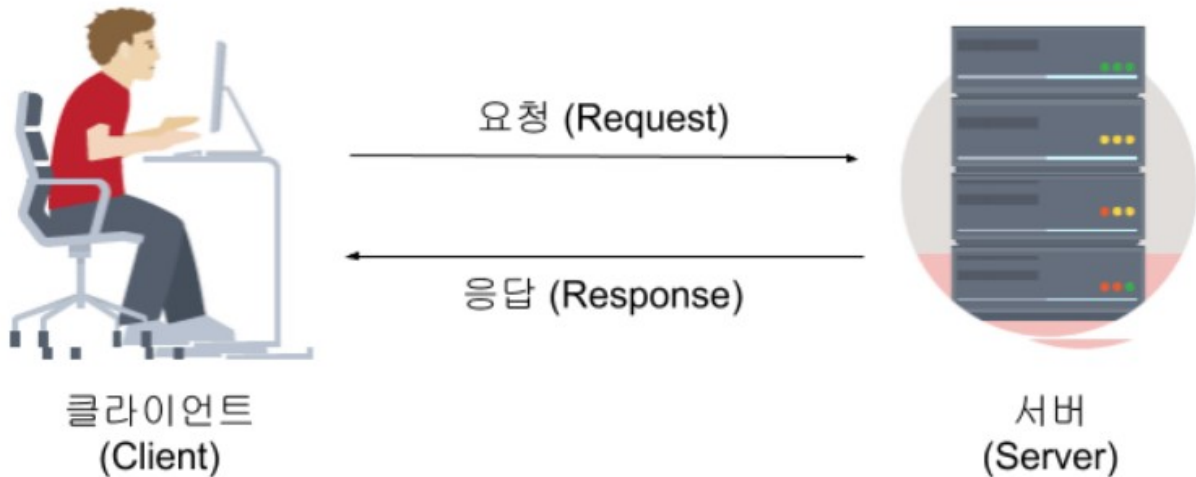 요청 (Request)
응답 (Response)
클라이언트
(Client)
서버
(Server)